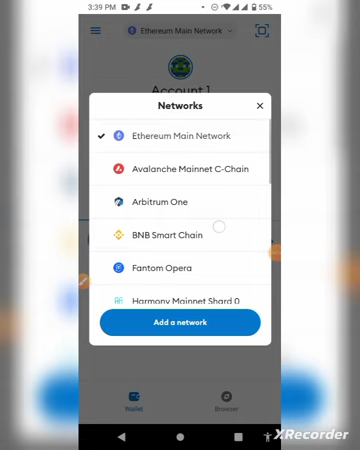 3:39 PM
55%
Ethereum Main Network
Account 1
Networks
Ethereum Main Network
Avalanche Mainnet C-Chain
Arbitrum One
BNB Smart Chain
Fantom Opera
Harmony Mainnet Shard 0
Add a network
Wallet
Browser
XRecorder